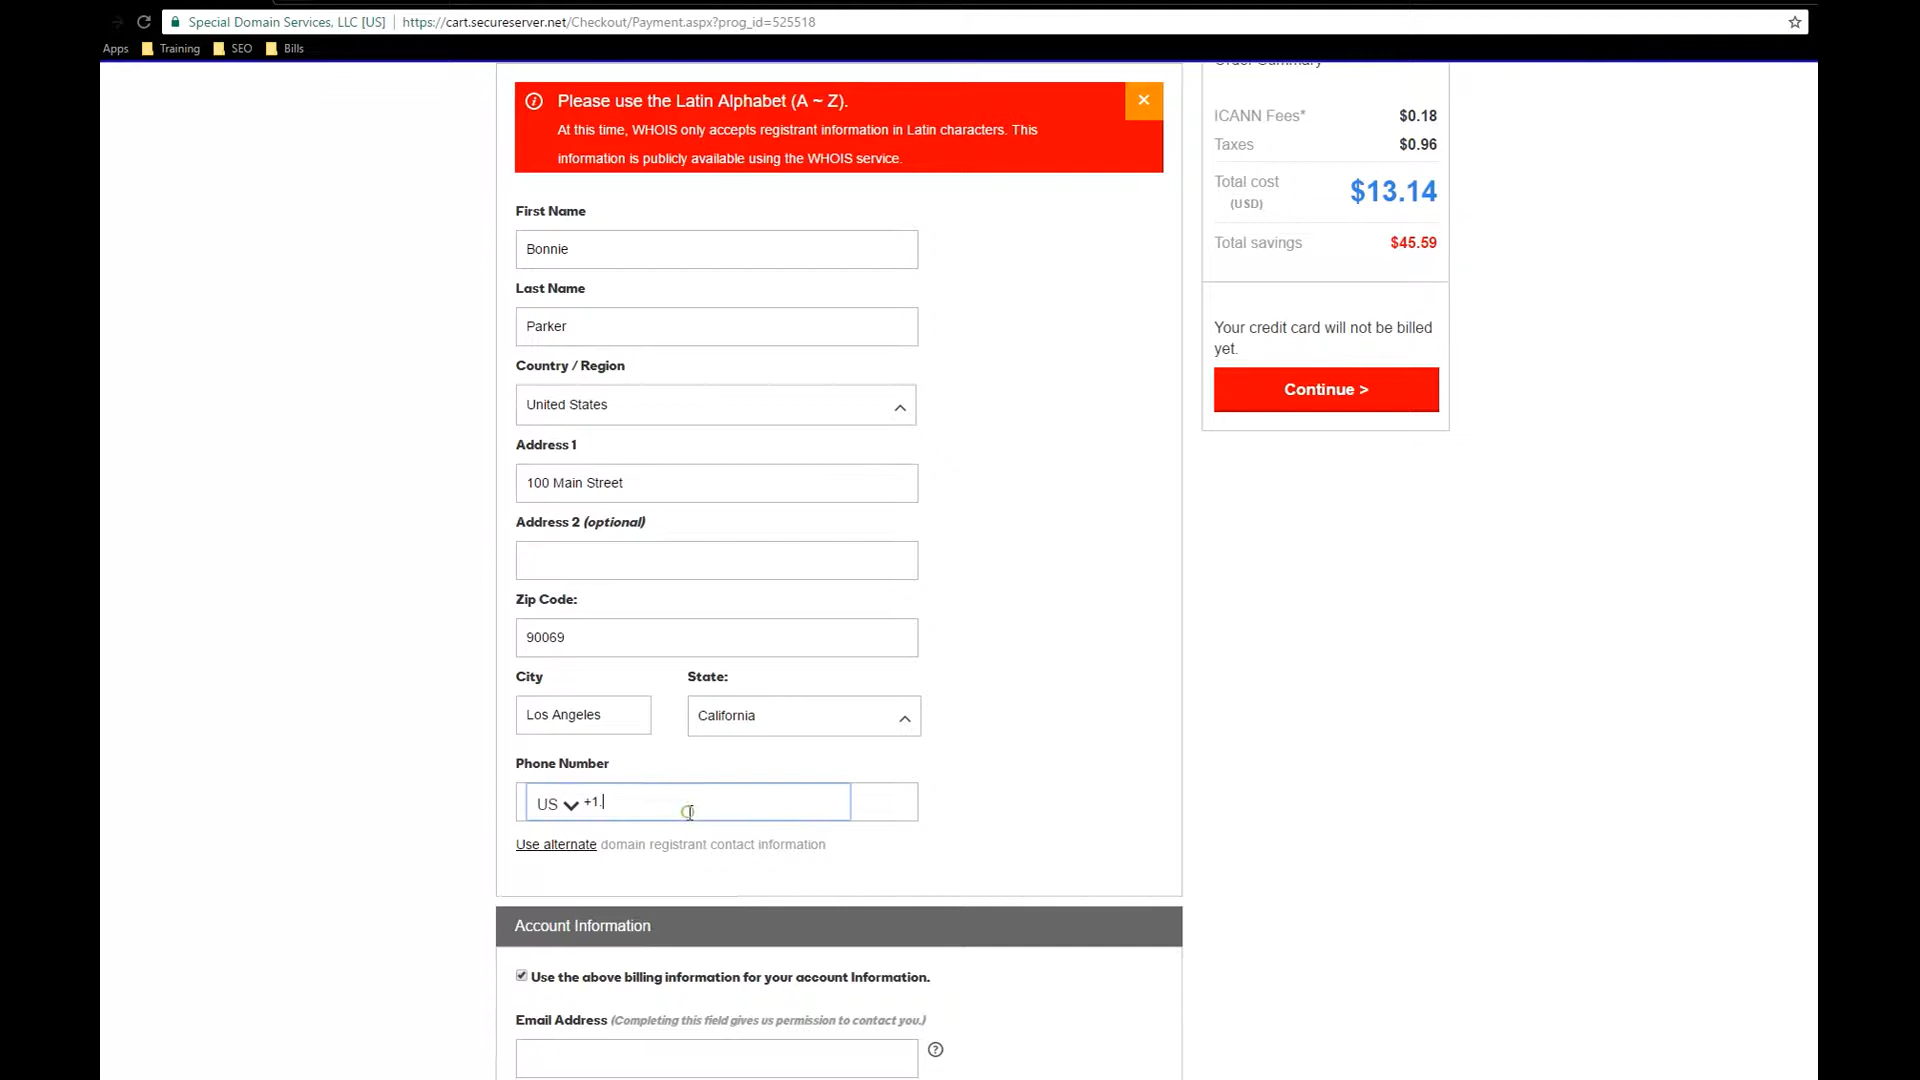 Special Domain Services, LLC [US] https://cart.secureserver.net/Checkout/Payment.aspx?prog_id=525518
Apps Training SEO Bills
Please use the Latin Alphabet (A ~ Z).
At this time, WHOIS only accepts registrant information in Latin characters. This
information is publicly available using the WHOIS service.
First Name
Bonnie
Last Name
Parker
Country / Region
United States
Address 1
100 Main Street
Address 2 (optional)
Zip Code:
90069
City State:
Los Angeles California
Phone Number
US +1.
Use alternate domain registrant contact information
Account Information
Use the above billing information for your account Information.
Email Address (Completing this field gives us permission to contact you.)
Order Summary
ICANN Fees* $0.18
Taxes $0.96
Total cost $13.14
(USD)
Total savings $45.59
Your credit card will not be billed
yet.
Continue >